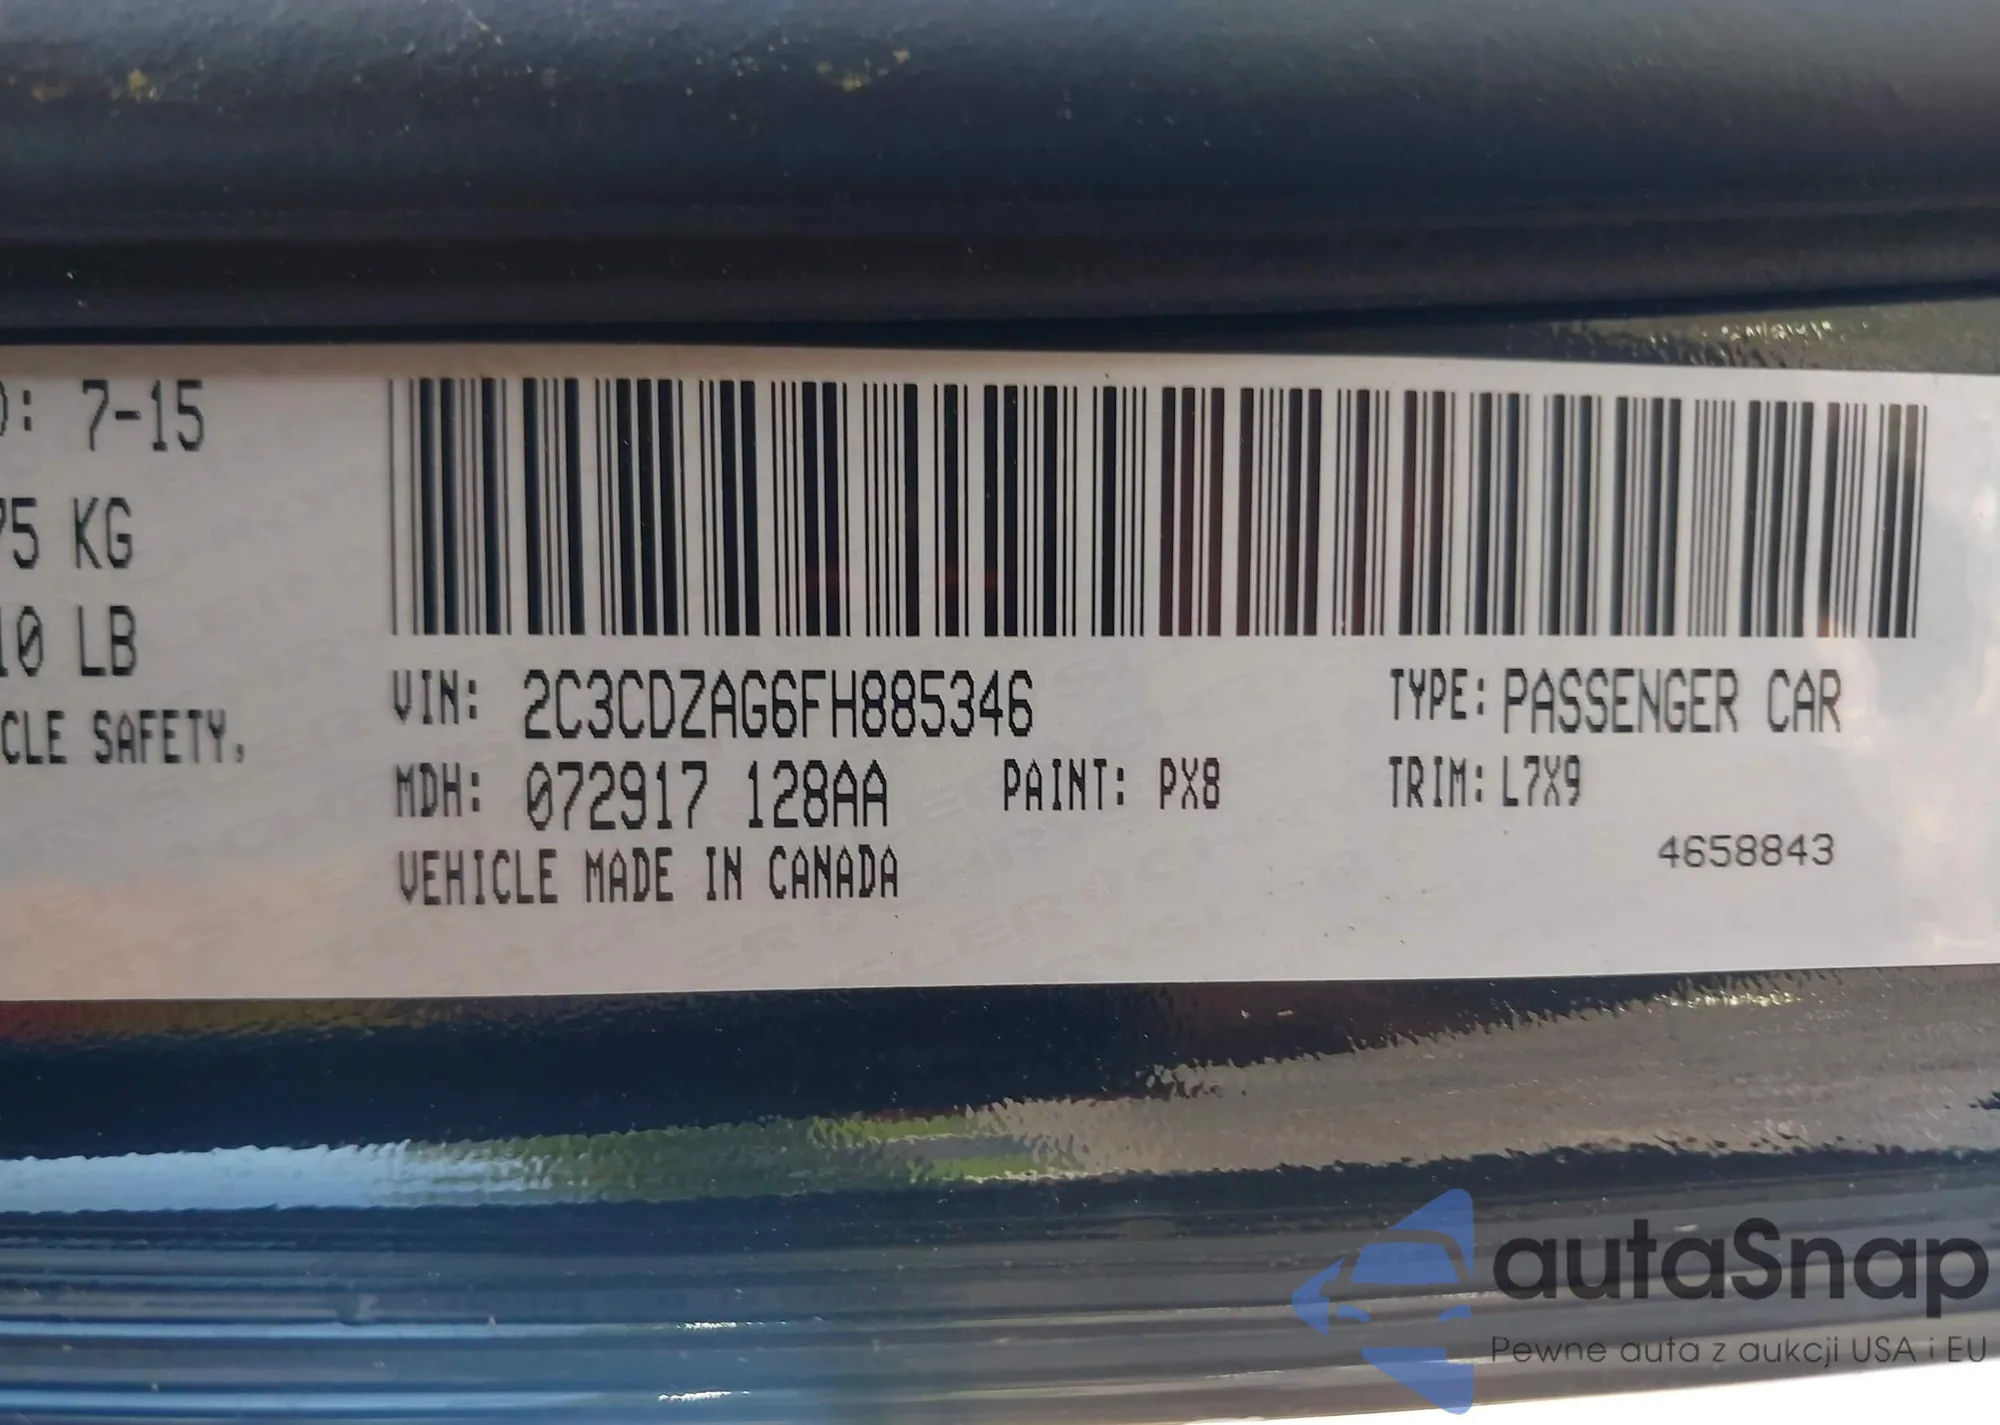 : 7-15
75 KG
10 LB
CLE SAFETY,
VIN: 2C3CDZAG6FH885346
TYPE: PASSENGER CAR
MDH: 072917 128AA
PAINT: PX8
TRIM: L7X9
VEHICLE MADE IN CANADA
4658843
autaSnap
Pewne auta z aukcji USA i EU